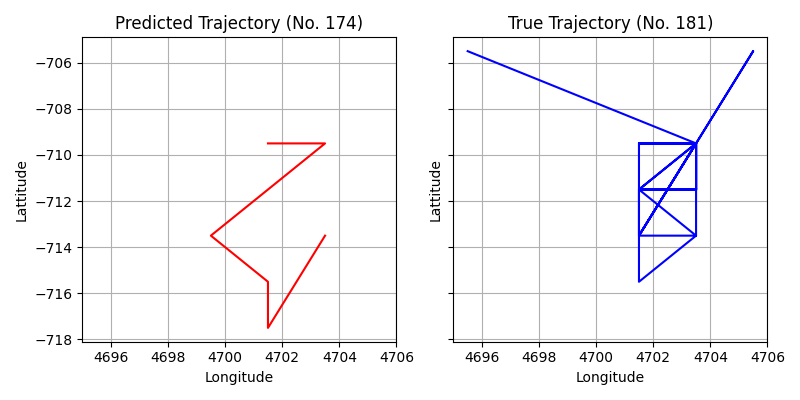 Predicted Trajectory (No. 174)
True Trajectory (No. 181)
Lattitude
−706
−708
−710
−712
−714
−716
−718
4696 4698 4700 4702 4704 4706
Longitude
Lattitude
4696 4698 4700 4702 4704 4706
Longitude